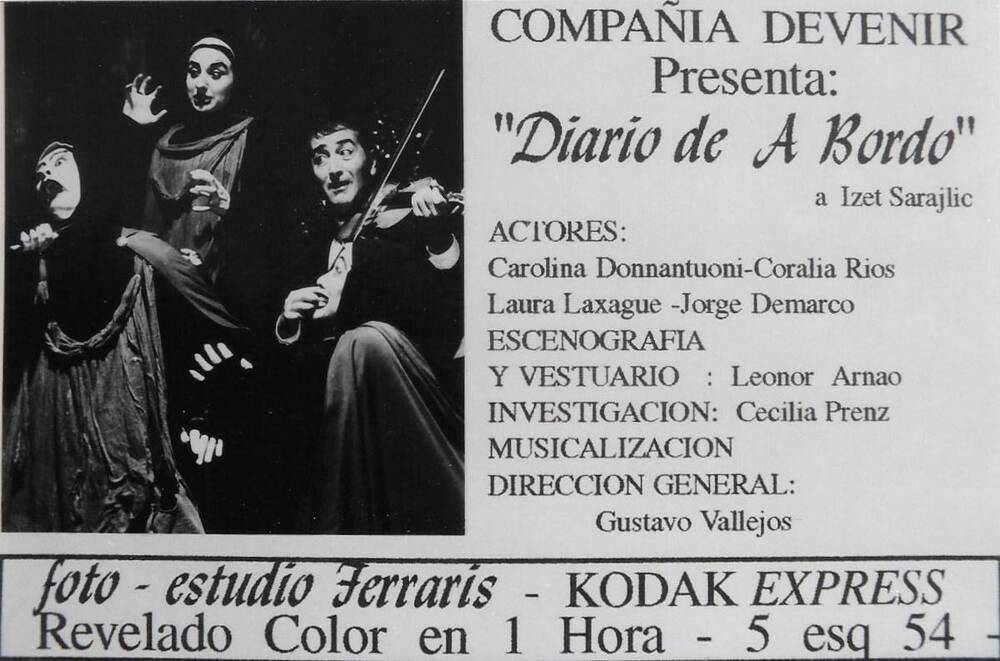 COMPAÑIA DEVENIR
Presenta:
"Diario de A Bordo"
a Izet Sarajlic
ACTORES:
Carolina Donnantuoni-Coralia Rios
Laura Laxague -Jorge Demarco
ESCENOGRAFIA
Y VESTUARIO : Leonor Arnao
INVESTIGACION: Cecilia Prenz
MUSICALIZACION
DIRECCION GENERAL:
Gustavo Vallejos
foto - estudio Ferraris - KODAK EXPRESS
Revelado Color en 1 Hora - 5 esq 54 -